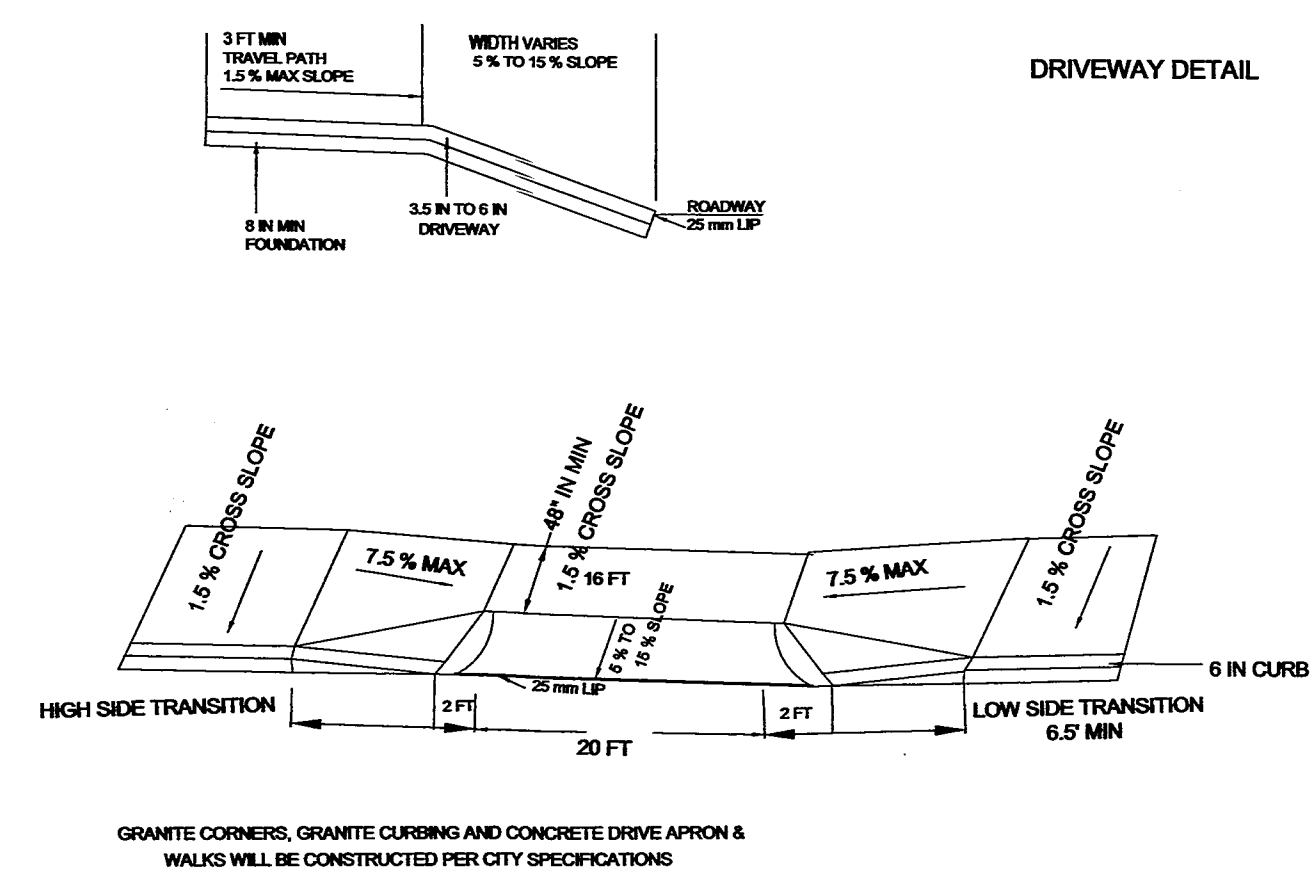 3 FT MIN
TRAVEL PATH
1.5 % MAX SLOPE
WIDTH VARIES
5 % TO 15 % SLOPE
DRIVEWAY DETAIL
8 IN MIN
FOUNDATION
3.5 IN TO 6 IN
DRIVEWAY
ROADWAY
25 mm LIP
1.5 % CROSS SLOPE
7.5 % MAX
48" IN MIN
1.5 % CROSS SLOPE
16 FT
7.5 % MAX
1.5 % CROSS SLOPE
5 % TO
15 % SLOPE
25 mm LIP
6 IN CURB
HIGH SIDE TRANSITION
2 FT
20 FT
2 FT
LOW SIDE TRANSITION
6.5' MIN
GRANITE CORNERS, GRANITE CURBING AND CONCRETE DRIVE APRON &
WALKS WILL BE CONSTRUCTED PER CITY SPECIFICATIONS